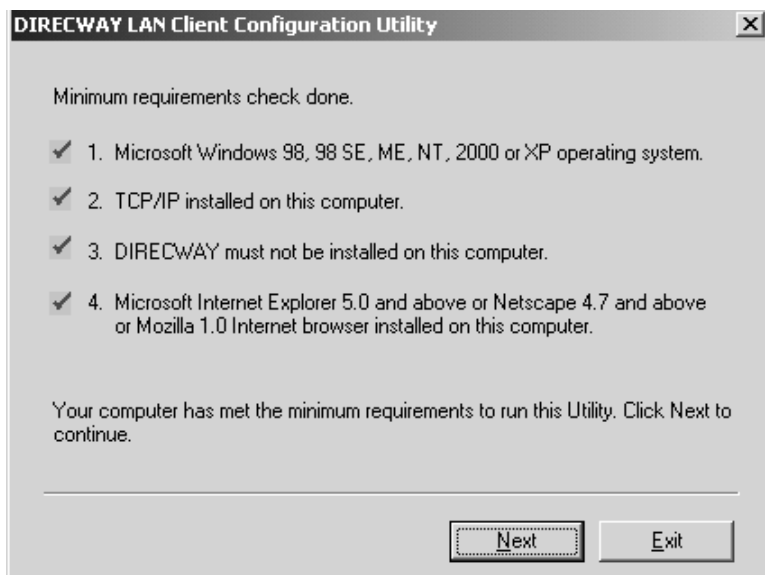 DIRECWAY LAN Client Configuration Utility
Minimum requirements check done.
1. Microsoft Windows 98, 98 SE, ME, NT, 2000 or XP operating system.
2. TCP/IP installed on this computer.
3. DIRECWAY must not be installed on this computer.
4. Microsoft Internet Explorer 5.0 and above or Netscape 4.7 and above
or Mozilla 1.0 Internet browser installed on this computer.
Your computer has met the minimum requirements to run this Utility. Click Next to
continue.
Next
Exit